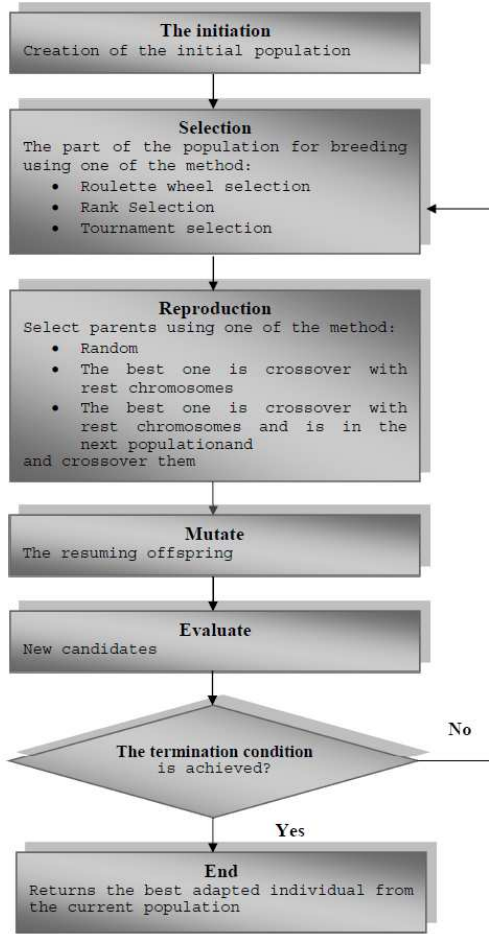 The initiation
Creation of the initial population
Selection
The part of the population for breeding
using one of the method:
• Roulette wheel selection
• Rank Selection
• Tournament selection
Reproduction
Select parents using one of the method:
• Random
• The best one is crossover with
rest chromosomes
• The best one is crossover with
rest chromosomes and is in the
next populationand
and crossover them
Mutate
The resuming offspring
Evaluate
New candidates
The termination condition
is achieved?
No
Yes
End
Returns the best adapted individual from
the current population